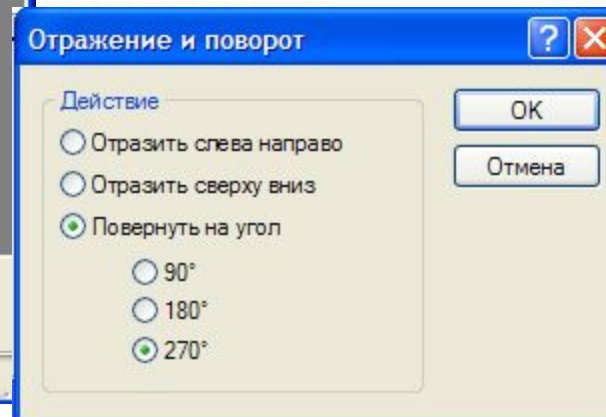 Отражение и поворот
?
Действие
Отразить слева направо
Отразить сверху вниз
Повернуть на угол
90°
180°
270°
OK
Отмена